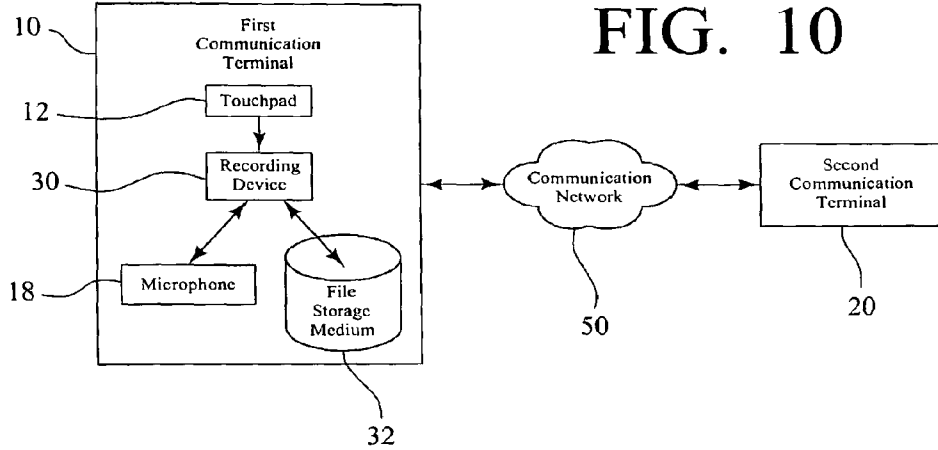 FIG. 10
10
First
Communication
Terminal
12
Touchpad
30
Recording
Device
18
Microphone
File
Storage
Medium
32
Communication
Network
50
Second
Communication
Terminal
20